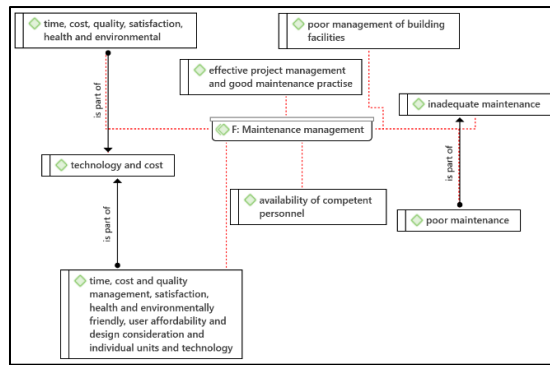 time, cost, quality, satisfaction,
health and environmental
poor management of building
facilities
effective project management
and good maintenance practise
inadequate maintenance
is part of
F: Maintenance management
technology and cost
is part of
availability of competent
personnel
poor maintenance
is part of
time, cost and quality
management, satisfaction,
health and environmentally
friendly, user affordability and
design consideration and
individual units and technology